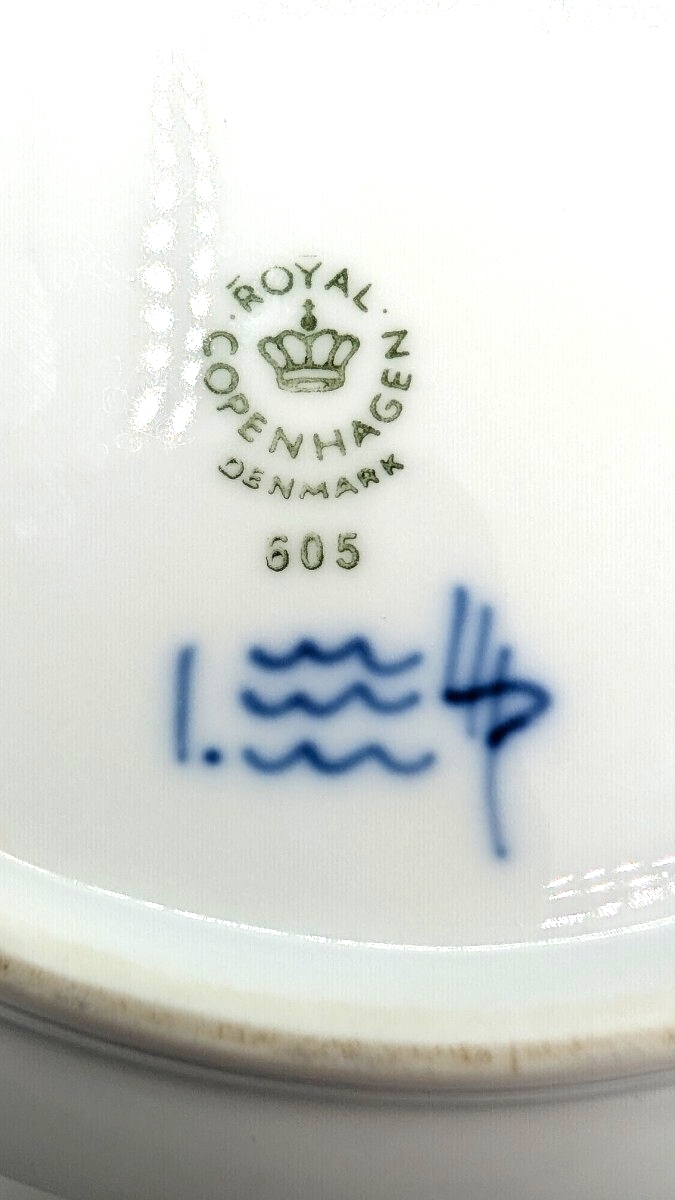 ROYAL
COPENHAGEN
DENMARK
605
1.